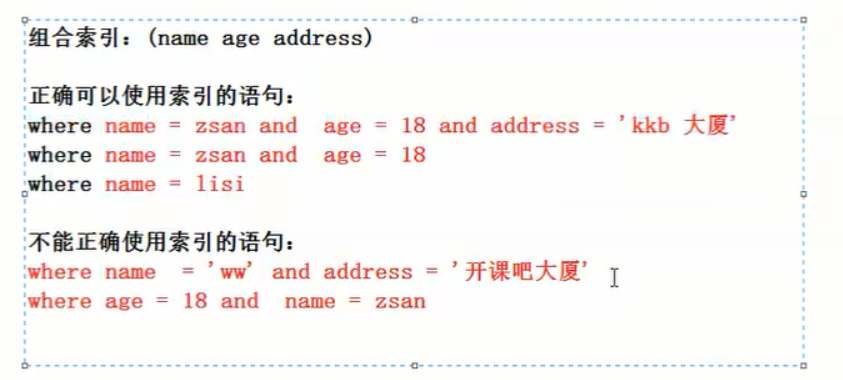 组合索引：(name age address)
正确可以使用索引的语句：
where name = zsan and age = 18 and address = 'kkb 大厦'
where name = zsan and age = 18
where name = lisi
不能正确使用索引的语句：
where name = 'ww' and address = '开课吧大厦'
where age = 18 and name = zsan